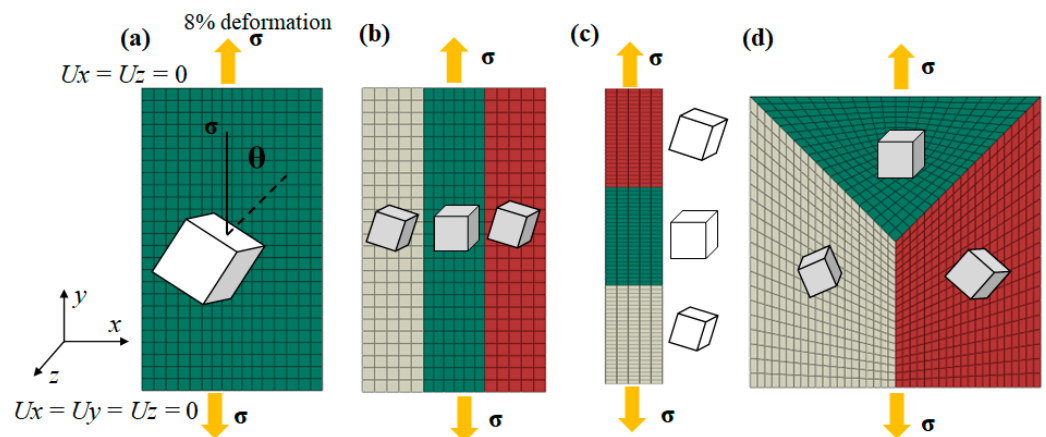 8% deformation
(a)
σ
Ux = Uz = 0
σ
θ
y
x
z
Ux = Uy = Uz = 0
σ
(b)
σ
σ
(c)
σ
σ
(d)
σ
σ